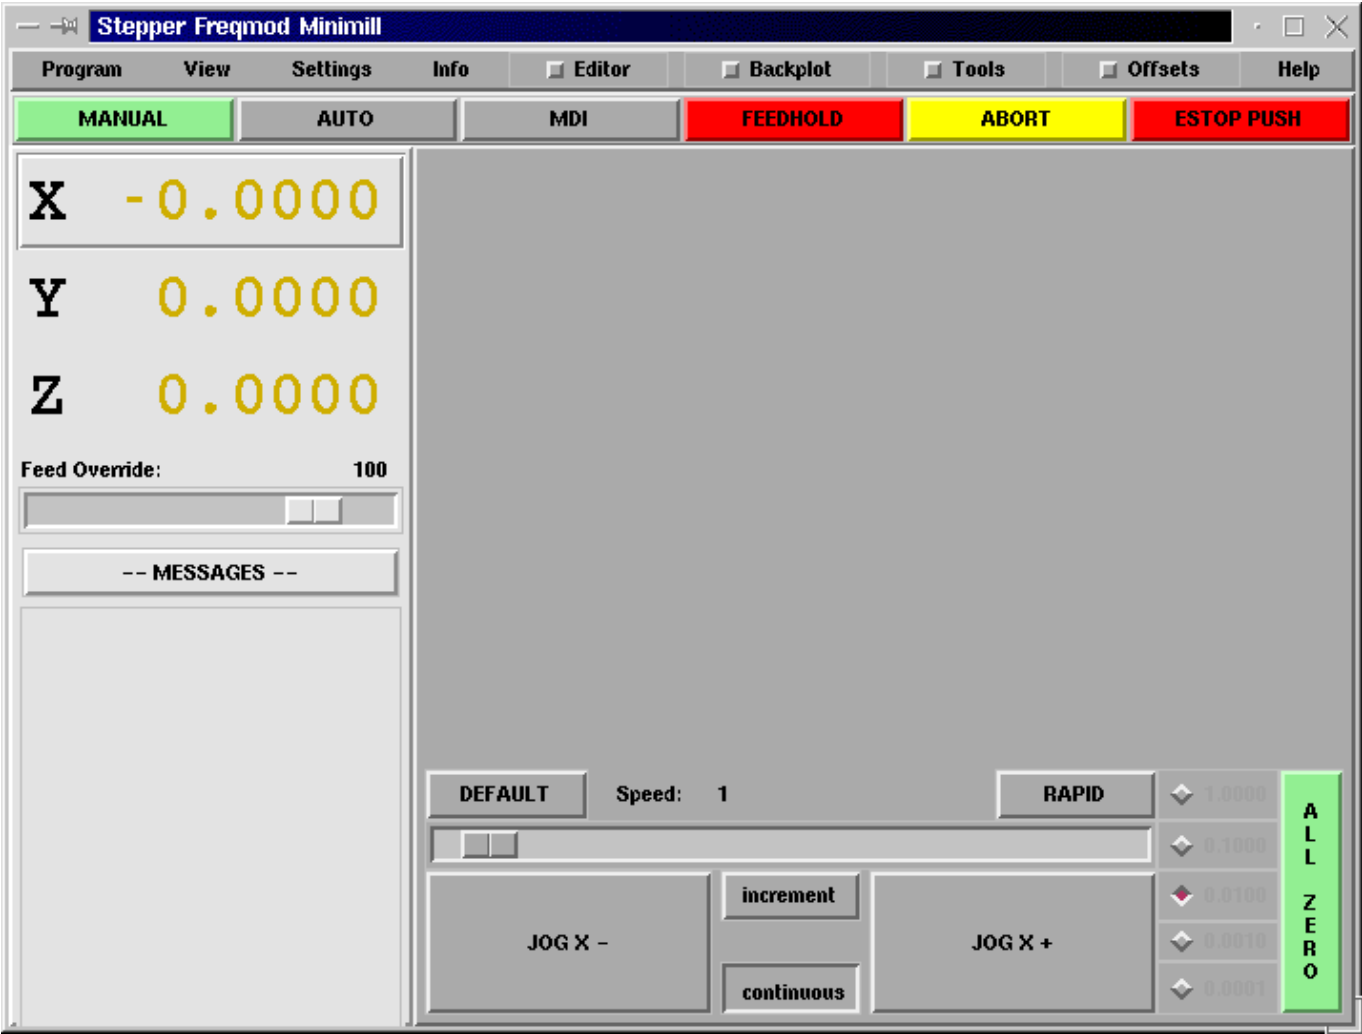 Stepper Freqmod Minimill
Program View Settings Info Editor Backplot Tools Offsets Help
MANUAL AUTO MDI FEEDHOLD ABORT ESTOP PUSH
X -0.0000
Y 0.0000
Z 0.0000
Feed Override: 100
-- MESSAGES --
DEFAULT Speed: 1 RAPID
1.0000
0.1000
0.0100
0.0010
0.0001
increment
JOG X - JOG X +
continuous
ALL ZERO